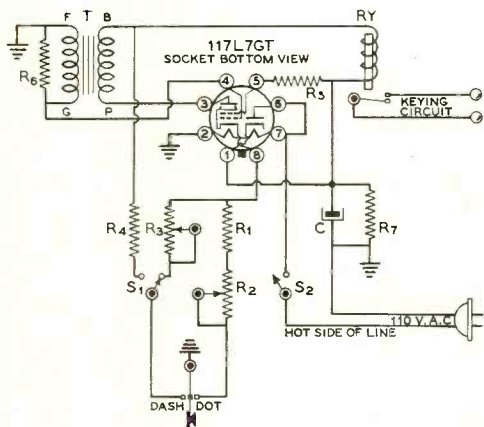 F T B
RY
117L7GT
SOCKET BOTTOM VIEW
R6
4 5
R5
3 6
KEYING
CIRCUIT
G P
2 7
1 8
R4 R3 R1
C
R7
S1
R2
S2
110 V. A.C.
HOT SIDE OF LINE
DASH DOT